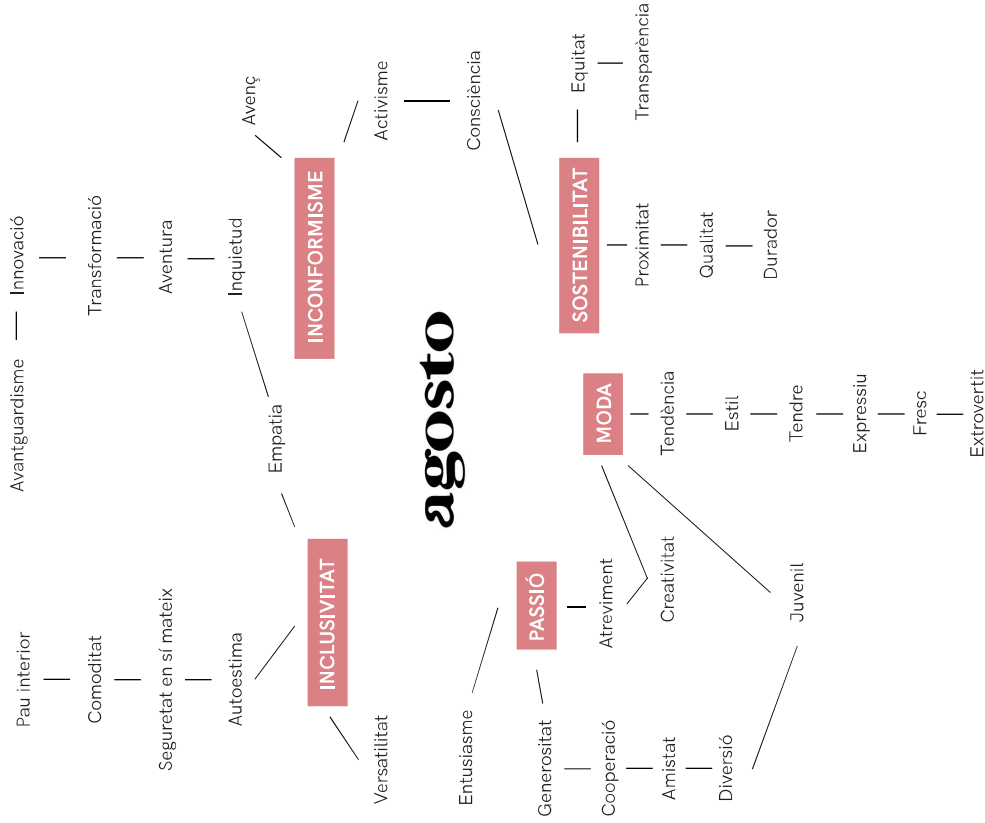 Pau interior
Avantguardisme
Innovació
Comoditat
Transformació
Seguretat en sí mateix
Aventura
Autoestima
Inquietud
Avenç
Empatia
INCLUSIVITAT
INCONFORMISME
Versatilitat
Activisme
agosto
Entusiasme
Consciència
PASSIÓ
Generositat
SOSTENIBILITAT
Equitat
Cooperació
Atreviment
MODA
Proximitat
Transparència
Amistat
Creativitat
Tendència
Qualitat
Diversió
Estil
Durador
Juvenil
Tendre
Expressiu
Fresc
Extrovertit